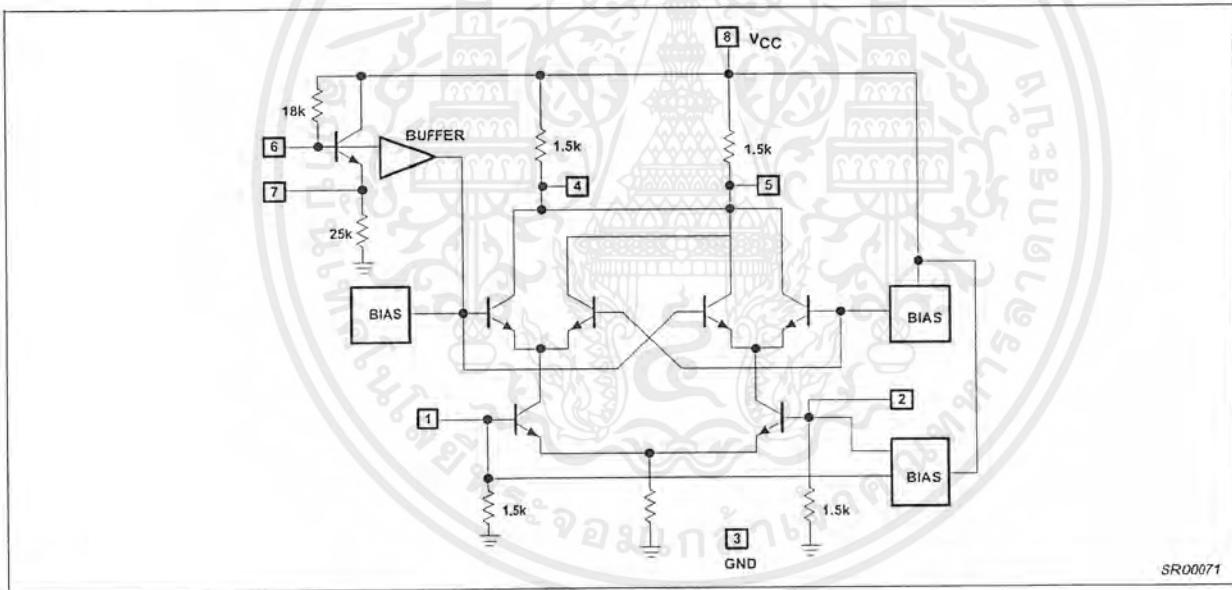 8 VCC
18k
BUFFER
6
1.5k
1.5k
4
5
7
25k
BIAS
BIAS
1
2
BIAS
1.5k
1.5k
3
GND
SR00071